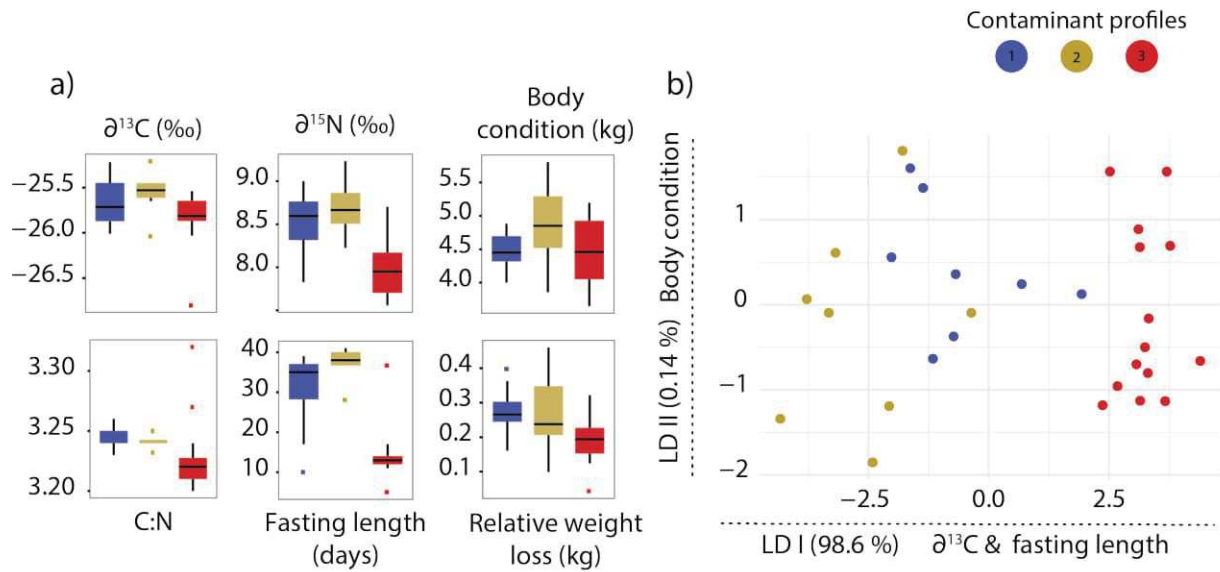 Contaminant profiles
1 2 3
a)
b)
∂¹³C (‰)
∂¹⁵N (‰)
Body
condition (kg)
−25.5
−26.0
−26.5
9.0
8.5
8.0
5.5
5.0
4.5
4.0
3.30
3.25
3.20
40
30
20
10
0.4
0.3
0.2
0.1
C:N
Fasting length
(days)
Relative weight
loss (kg)
LD II (0.14 %) Body condition
1
0
−1
−2
−2.5 0.0 2.5
LD I (98.6 %) ∂¹³C & fasting length